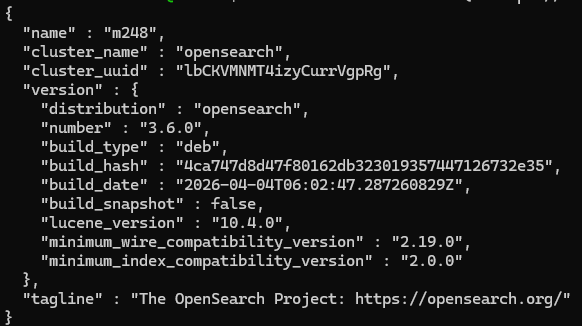 {
  "name" : "m248",
  "cluster_name" : "opensearch",
  "cluster_uuid" : "lbCKVMNMT4izyCurrVgpRg",
  "version" : {
    "distribution" : "opensearch",
    "number" : "3.6.0",
    "build_type" : "deb",
    "build_hash" : "4ca747d8d47f80162db323019357447126732e35",
    "build_date" : "2026-04-04T06:02:47.287260829Z",
    "build_snapshot" : false,
    "lucene_version" : "10.4.0",
    "minimum_wire_compatibility_version" : "2.19.0",
    "minimum_index_compatibility_version" : "2.0.0"
  },
  "tagline" : "The OpenSearch Project: https://opensearch.org/"
}